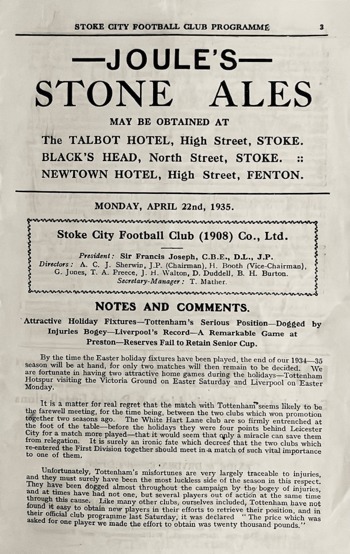 STOKE CITY FOOTBALL CLUB PROGRAMME 3
—JOULE'S—
STONE ALES
MAY BE OBTAINED AT
The TALBOT HOTEL, High Street, STOKE.
BLACK'S HEAD, North Street, STOKE. ::
NEWTOWN HOTEL, High Street, FENTON.
MONDAY, APRIL 22nd, 1935.
Stoke City Football Club (1908) Co., Ltd.
President: Sir Francis Joseph, C.B.E., D.L., J.P.
Directors: A. C. J. Sherwin, J.P. (Chairman), H. Booth (Vice-Chairman),
G. Jones, T. A. Preece, J. H. Walton, D. Duddell, B. H. Burton.
Secretary-Manager: T. Mather.
NOTES AND COMMENTS.
Attractive Holiday Fixtures—Tottenham's Serious Position—Dogged by
Injuries Bogey—Liverpool's Record—A Remarkable Game at
Preston—Reserves Fail to Retain Senior Cup.
By the time the Easter holiday fixtures have been played, the end of our 1934—35
season will be at hand, for only two matches will then remain to be decided. We
are fortunate in having two attractive home games during the holidays—Tottenham
Hotspur visiting the Victoria Ground on Easter Saturday and Liverpool on Easter
Monday.
It is a matter for real regret that the match with Tottenham seems likely to be
the farewell meeting, for the time being, between the two clubs which won promotion
together two seasons ago. The White Hart Lane club are so firmly entrenched at
the foot of the table—before the holidays they were four points behind Leicester
City for a match more played—that it would seem that only a miracle can save them
from relegation. It is surely an ironic fate which decrees that the two clubs which
re-entered the First Division together should meet in a match of such vital importance
to one of them.
Unfortunately, Tottenham's misfortunes are very largely traceable to injuries,
and they must surely have been the most luckless side of the season in this respect.
They have been dogged almost throughout the campaign by the bogey of injuries,
and at times have had not one, but several players out of action at the same time
through this cause. Like many other clubs, ourselves included, Tottenham have not
found it easy to obtain new players in their efforts to retrieve their position, and in
their official club programme last Saturday, it was declared "The price which was
asked for one player we made the effort to obtain was twenty thousand pounds."